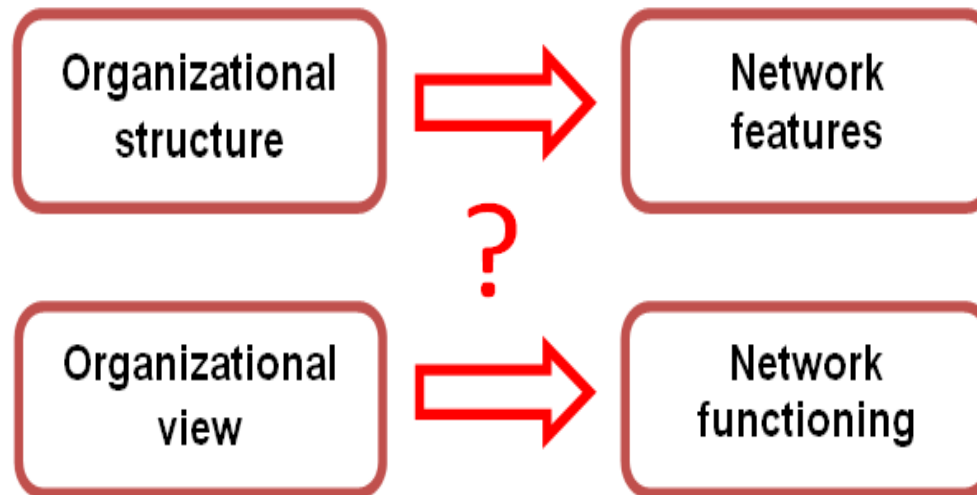 Organizational
structure
Network
features
?
Organizational
view
Network
functioning